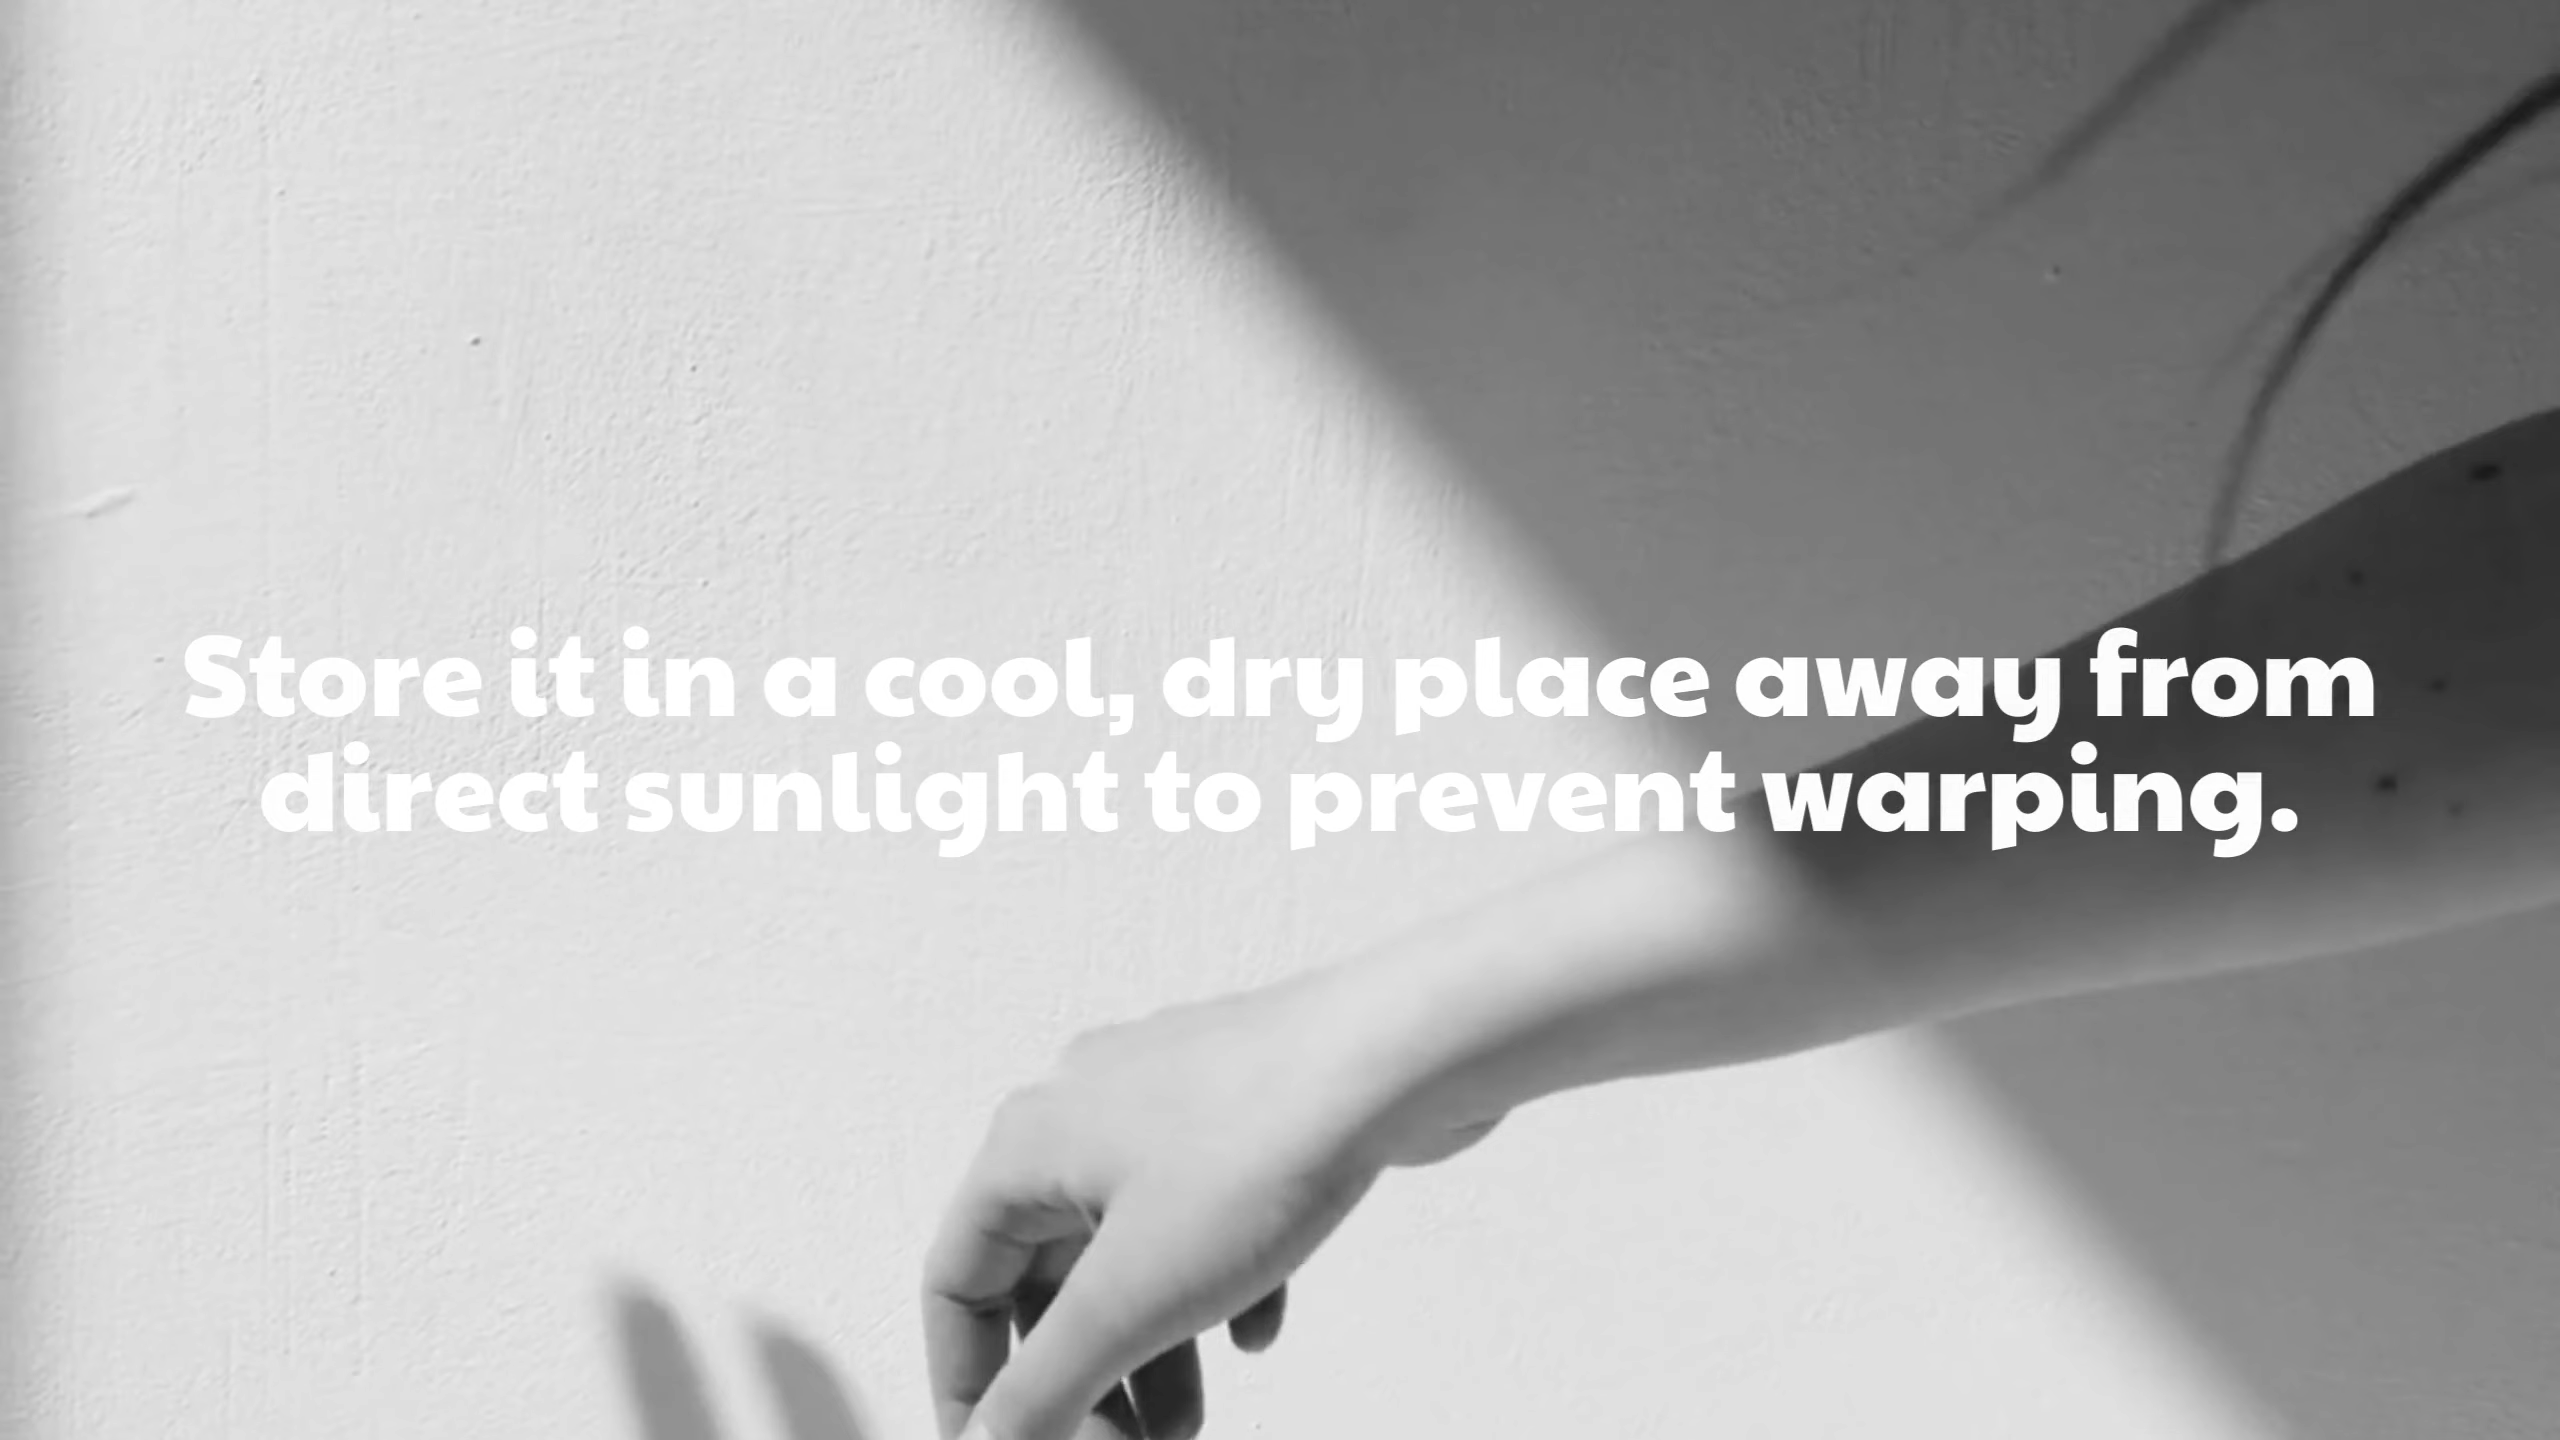 Store it in a cool, dry place away from
direct sunlight to prevent warping.